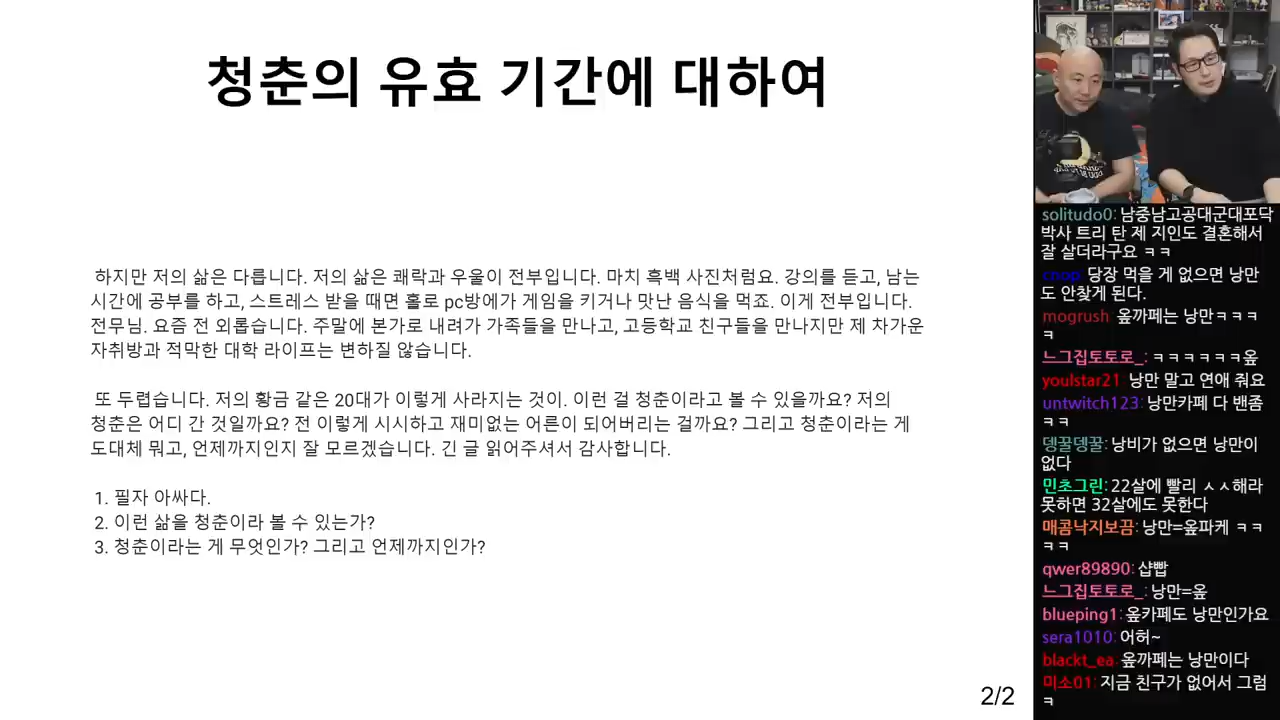 청춘의 유효 기간에 대하여
하지만 저의 삶은 다릅니다. 저의 삶은 쾌락과 우울이 전부입니다. 마치 흑백 사진처럼요. 강의를 듣고, 남는
시간에 공부를 하고, 스트레스 받을 때면 홀로 pc방에가 게임을 키거나 맛난 음식을 먹죠. 이게 전부입니다.
전무님. 요즘 전 외롭습니다. 주말에 본가로 내려가 가족들을 만나고, 고등학교 친구들을 만나지만 제 차가운
자취방과 적막한 대학 라이프는 변하질 않습니다.
또 두렵습니다. 저의 황금 같은 20대가 이렇게 사라지는 것이. 이런 걸 청춘이라고 볼 수 있을까요? 저의
청춘은 어디 간 것일까요? 전 이렇게 시시하고 재미없는 어른이 되어버리는 걸까요? 그리고 청춘이라는 게
도대체 뭐고, 언제까지인지 잘 모르겠습니다. 긴 글 읽어주셔서 감사합니다.
1. 필자 아싸다.
2. 이런 삶을 청춘이라 볼 수 있는가?
3. 청춘이라는 게 무엇인가? 그리고 언제까지인가?
2/2
solitudo0: 남중남고공대군대포닥
박사 트리 탄 제 지인도 결혼해서
잘 살더라구요 ㅋㅋ
cnop: 당장 먹을 게 없으면 낭만
도 안찾게 된다.
mogrush: 옾까페는 낭만ㅋㅋㅋ
ㅋ
느그집토토로_: ㅋㅋㅋㅋㅋㅋ옾
youlstar21: 낭만 말고 연애 줘요
untwitch123: 낭만카페 다 밴좀
ㅋㅋ
뎅꿀뎅꿀: 낭비가 없으면 낭만이
없다
민초그린: 22살에 빨리 ㅅㅅ해라
못하면 32살에도 못한다
매콤낙지보끔: 낭만=옾파케 ㅋㅋ
ㅋㅋ
qwer89890: 샵빱
느그집토토로_: 낭만=옾
blueping1: 옾카폐도 낭만인가요
sera1010: 어허~
blackt_ea: 옾까페는 낭만이다
미소01: 지금 친구가 없어서 그럼
ㅋ